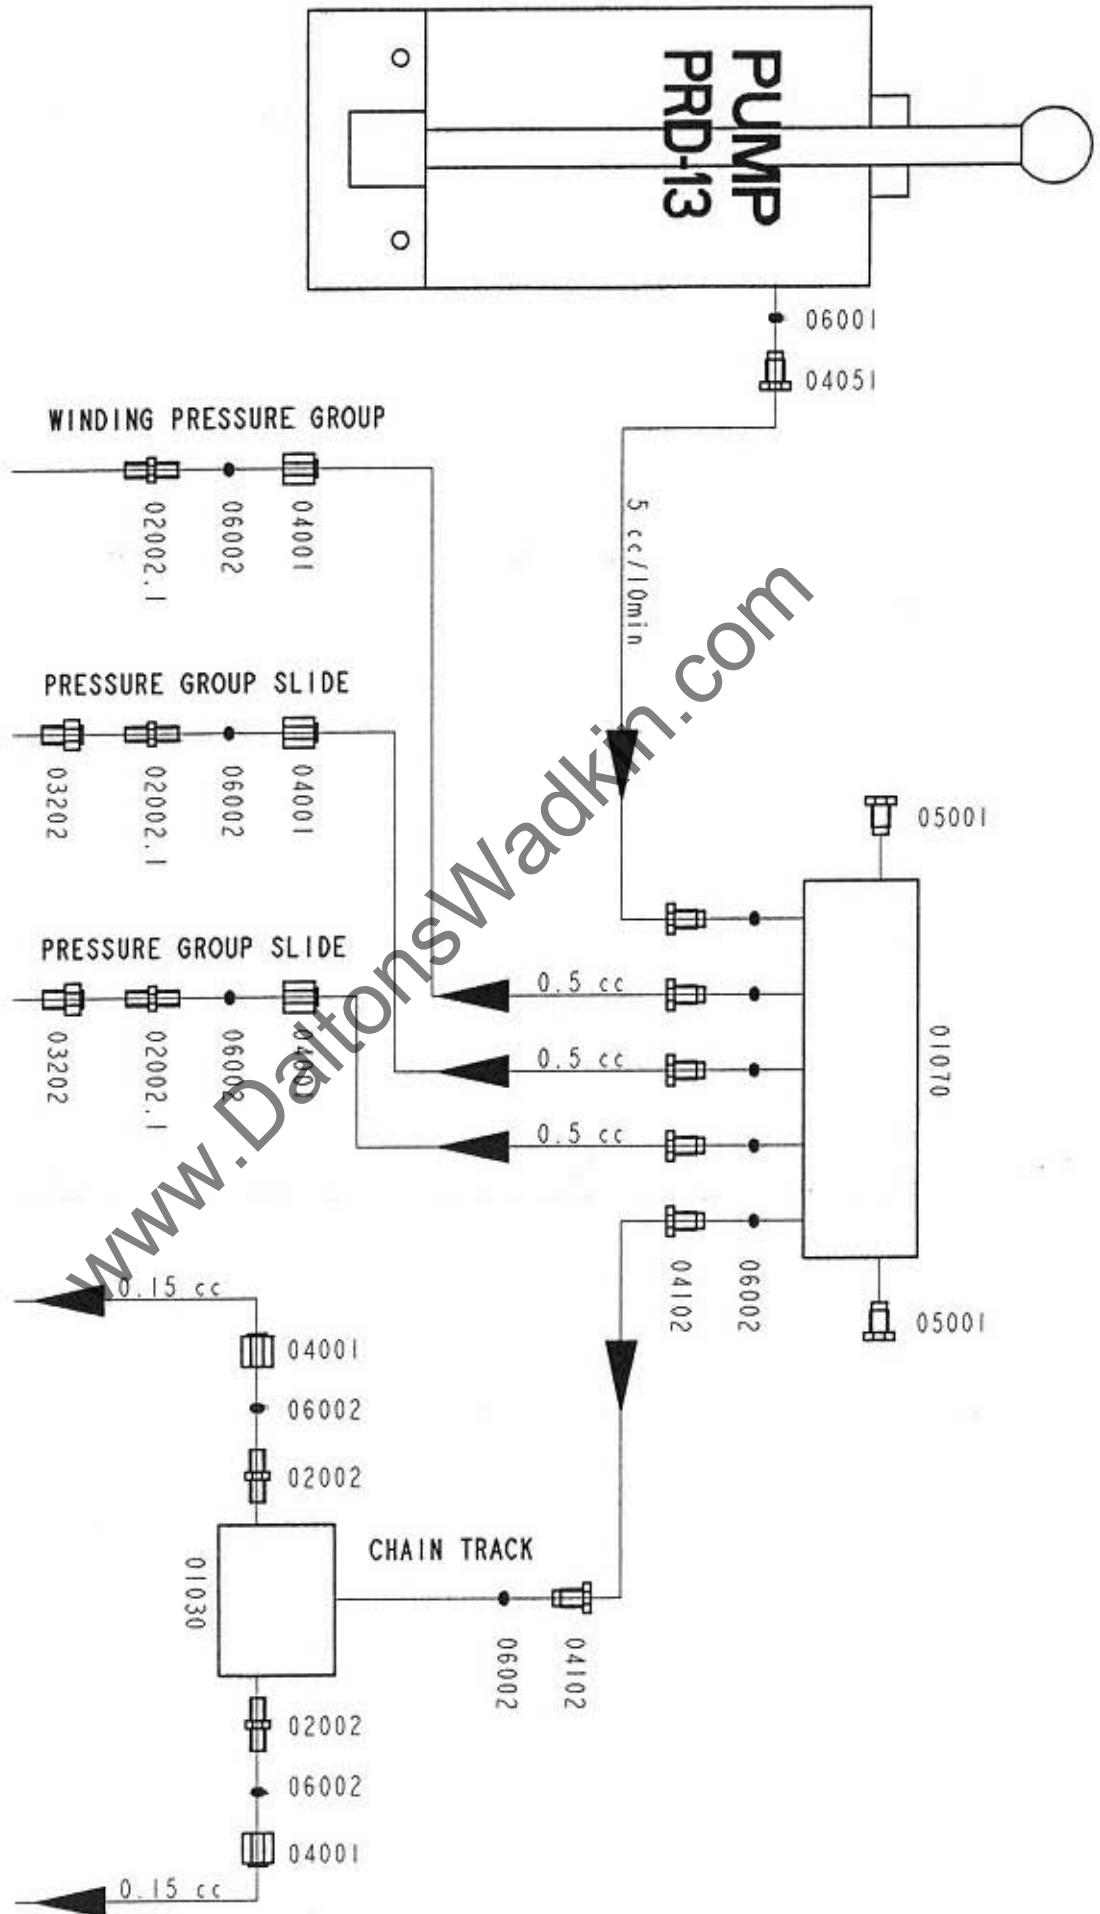 PUMP
PRD-13
06001
04051
WINDING PRESSURE GROUP
02002.1
06002
04001
5 cc/10min
PRESSURE GROUP SLIDE
03202
02002.1
06002
04001
05001
PRESSURE GROUP SLIDE
03202
02002.1
06002
04001
0.5 cc
0.5 cc
0.5 cc
01070
04102
06002
05001
0.15 cc
04001
06002
02002
01030
CHAIN TRACK
06002
04102
02002
06002
04001
0.15 cc
www.DaltonsWadkin.com